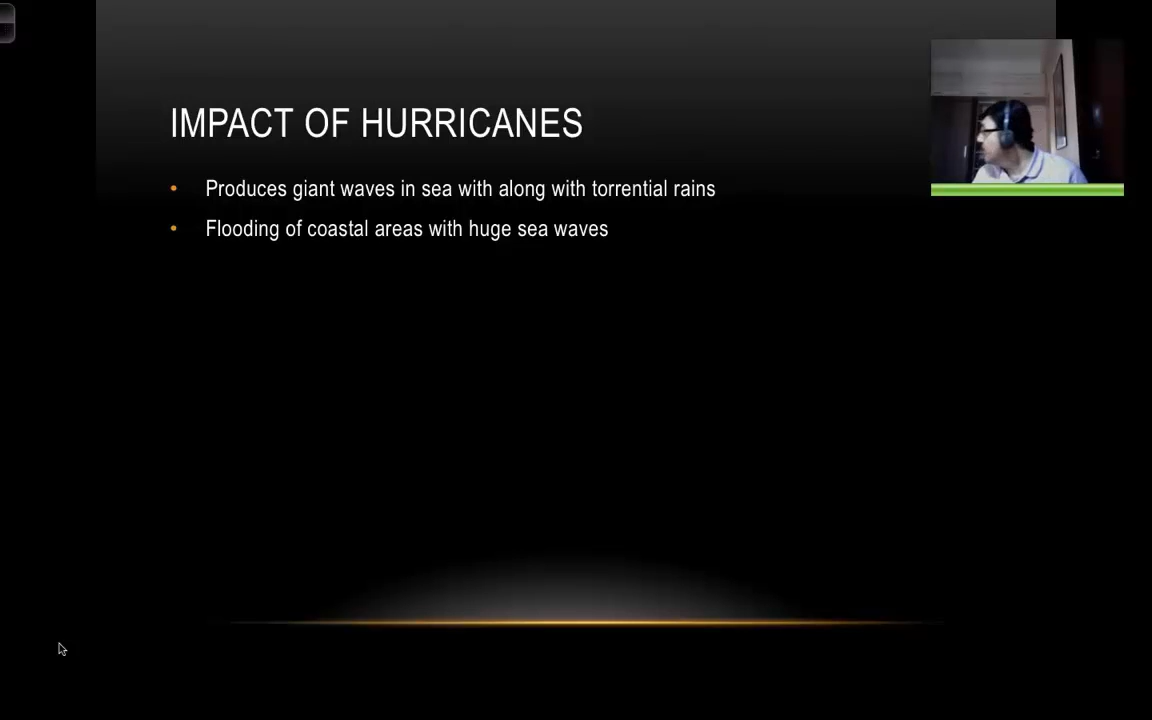 IMPACT OF HURRICANES
• Produces giant waves in sea with along with torrential rains
• Flooding of coastal areas with huge sea waves